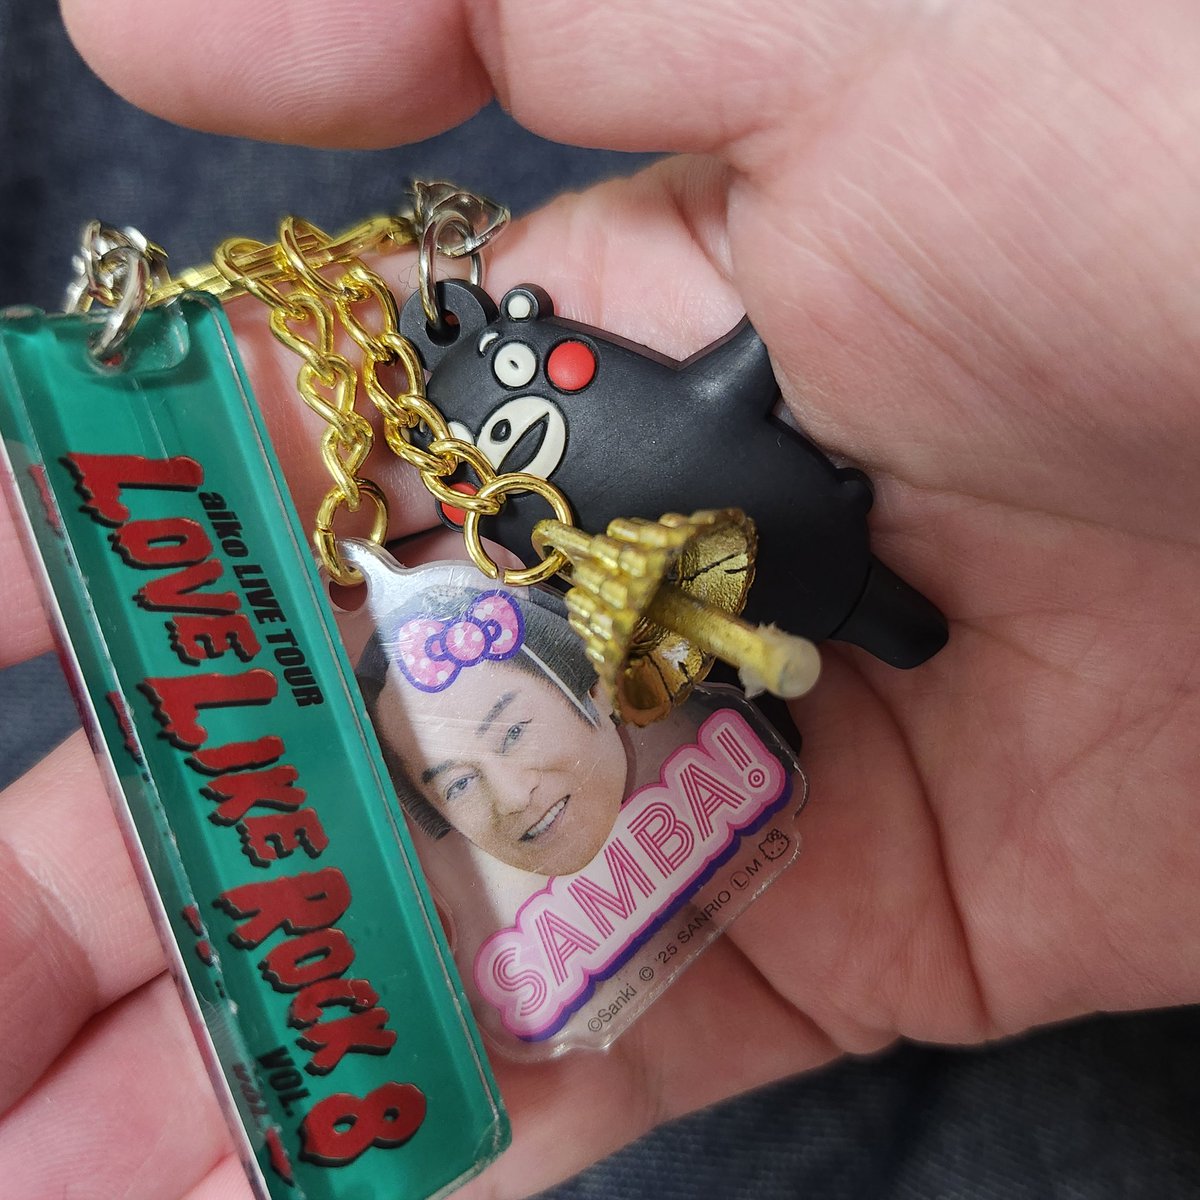 aiko LIVE TOUR
LOVE LIKE ROCK
VOL. 8
SAMBA!
©Sanki © '25 SANRIO Ⓛ M